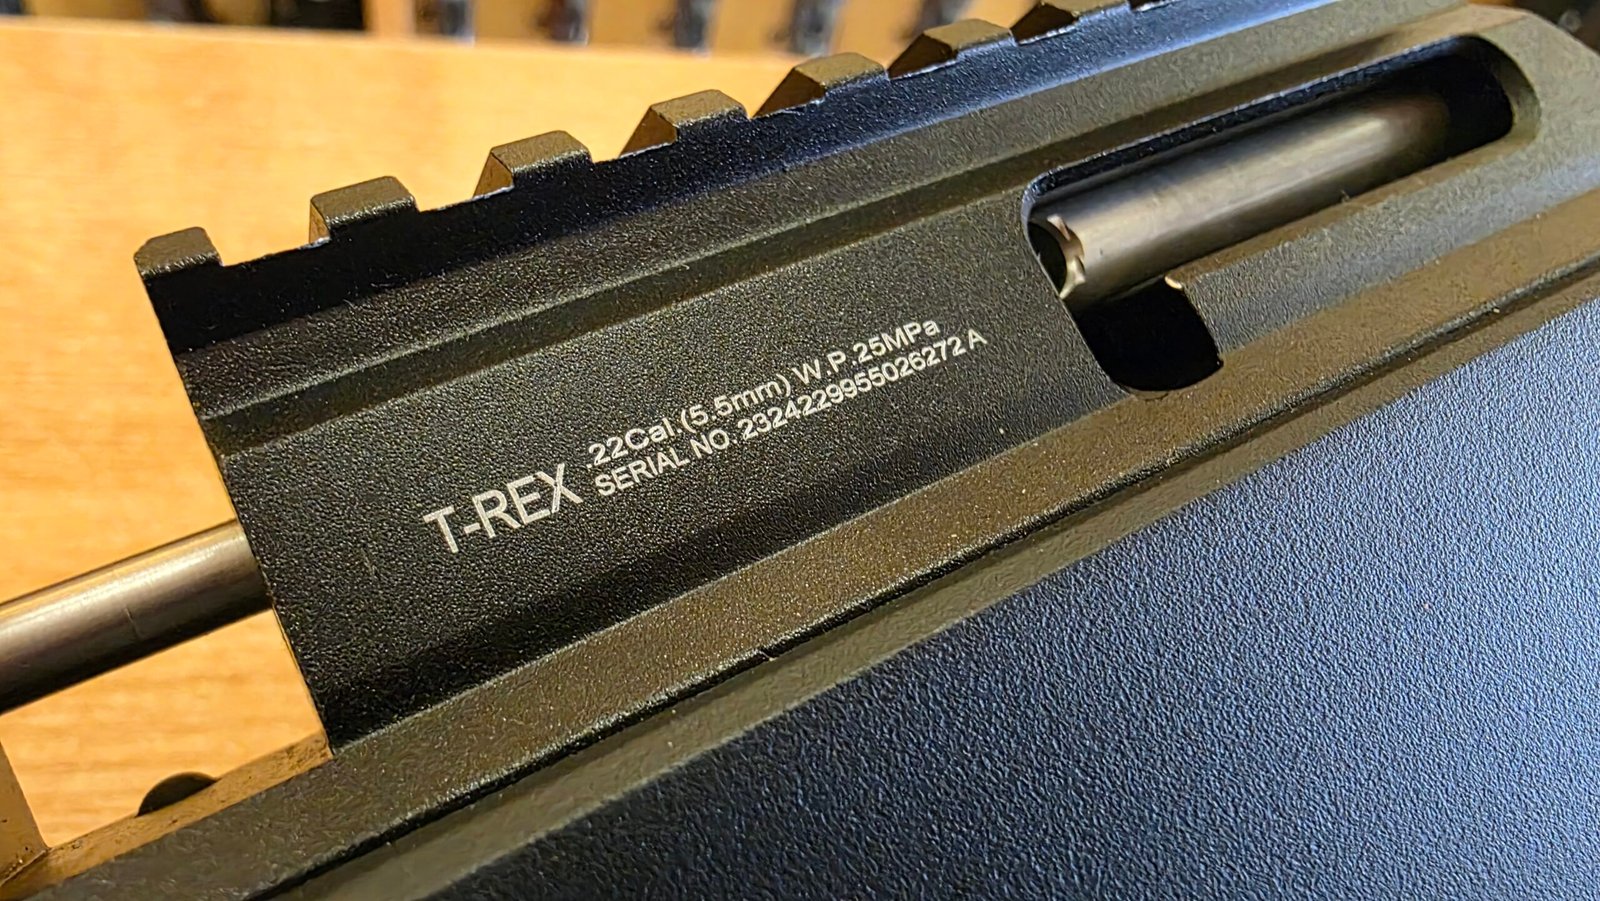 T-REX
.22Cal.(5.5mm) W.P.25MPa
SERIAL NO. 2324229955026272 A